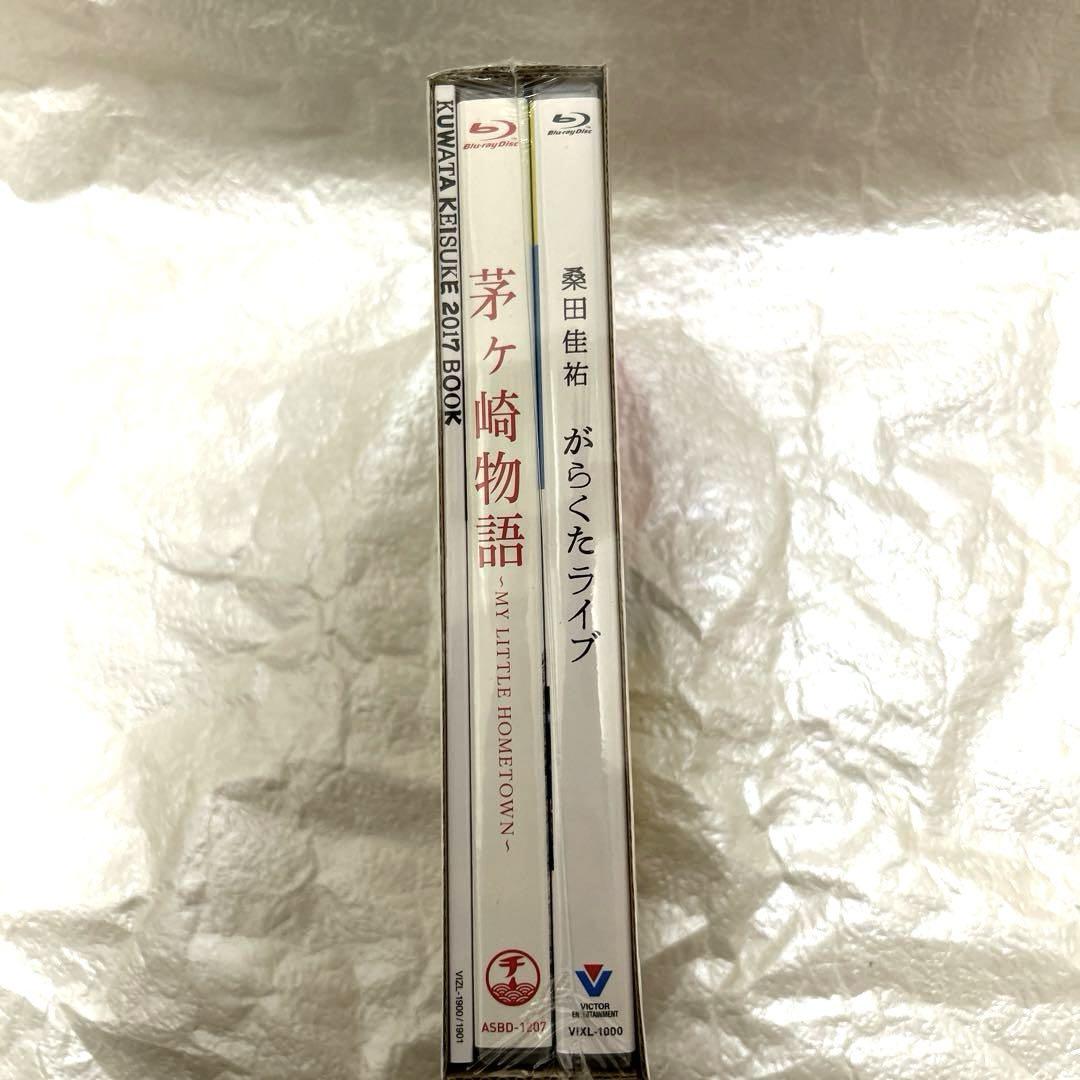 KUWATA KEISUKE 2017 BOOK
VIZL-1900/1901
Blu-ray Disc
茅ヶ崎物語
~MY LITTLE HOMETOWN~
チ
ASBD-1207
Blu-ray Disc
桑田佳祐 がらくたライブ
VICTOR
ENTERTAINMENT
VIXL-1000